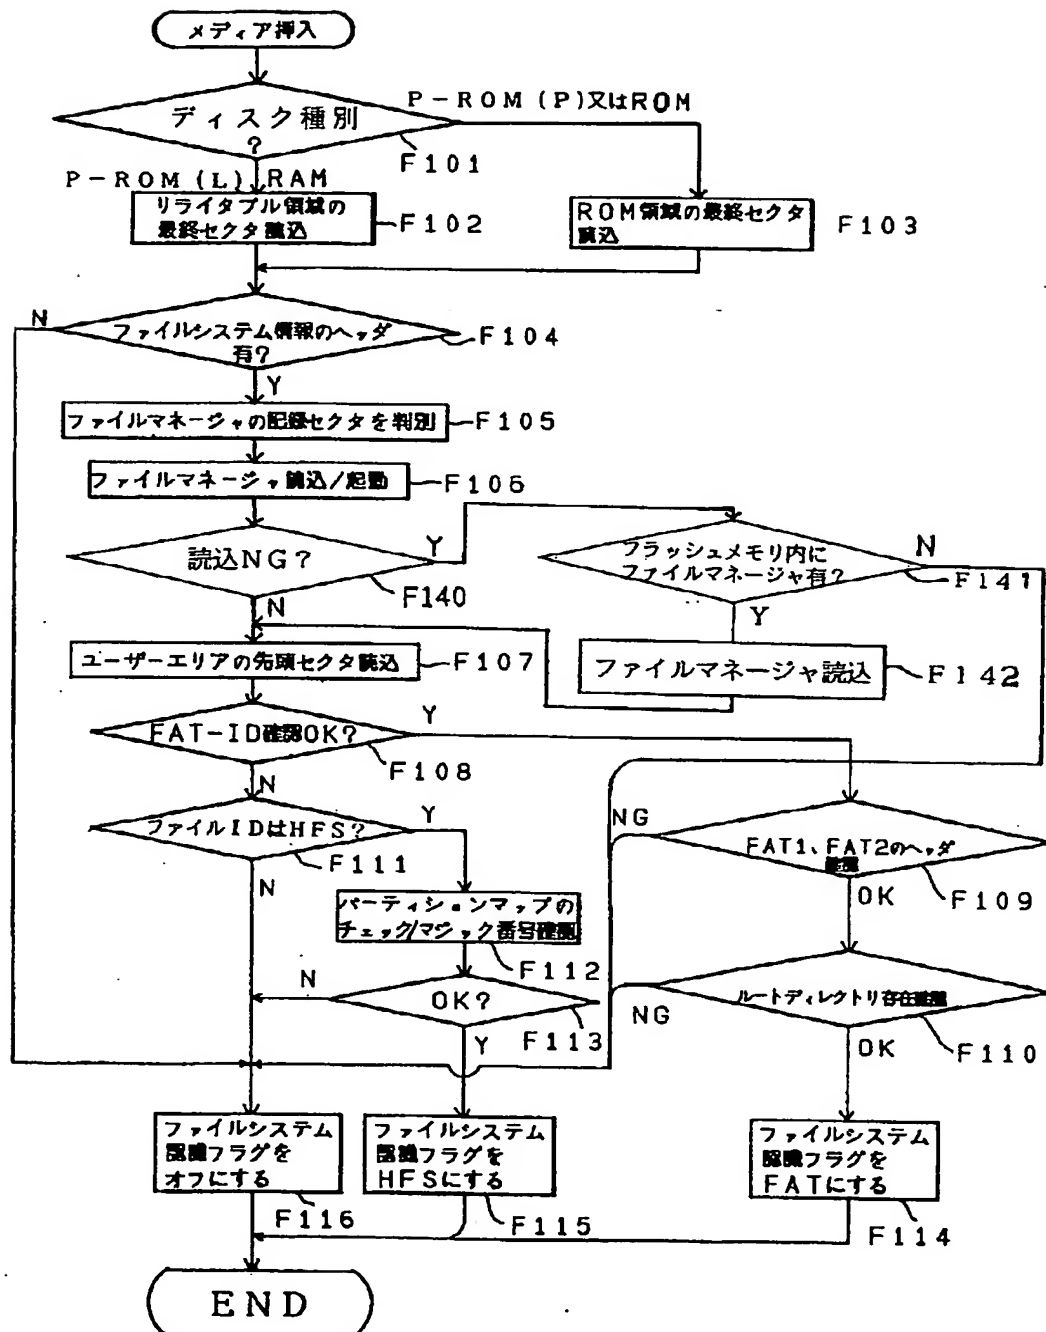 メディア挿入
ディスク種別
?
P-ROM(P)又はROM
F101
P-ROM(L) RAM
リライタブル領域の
最終セクタ読込
F102
ROM領域の最終セクタ
読込
F103
ファイルシステム情報のヘッダ
有?
N
F104
Y
ファイルマネージャの記録セクタを判別
F105
ファイルマネージャ読込/起動
F106
読込NG?
Y
F140
N
フラッシュメモリ内に
ファイルマネージャ有?
N
F141
Y
ファイルマネージャ読込
F142
ユーザーエリアの先頭セクタ読込
F107
FAT-ID確認OK?
Y
F108
N
ファイルIDはHFS?
Y
F111
N
NG
FAT1、FAT2のヘッダ
確認
F109
OK
パーティションマップの
チェック/マジック番号確認
F112
N
OK?
F113
Y
NG
ルートディレクトリ存在確認
F110
OK
ファイルシステム
認識フラグを
オフにする
F116
ファイルシステム
認識フラグを
HFSにする
F115
ファイルシステム
認識フラグを
FATにする
F114
END